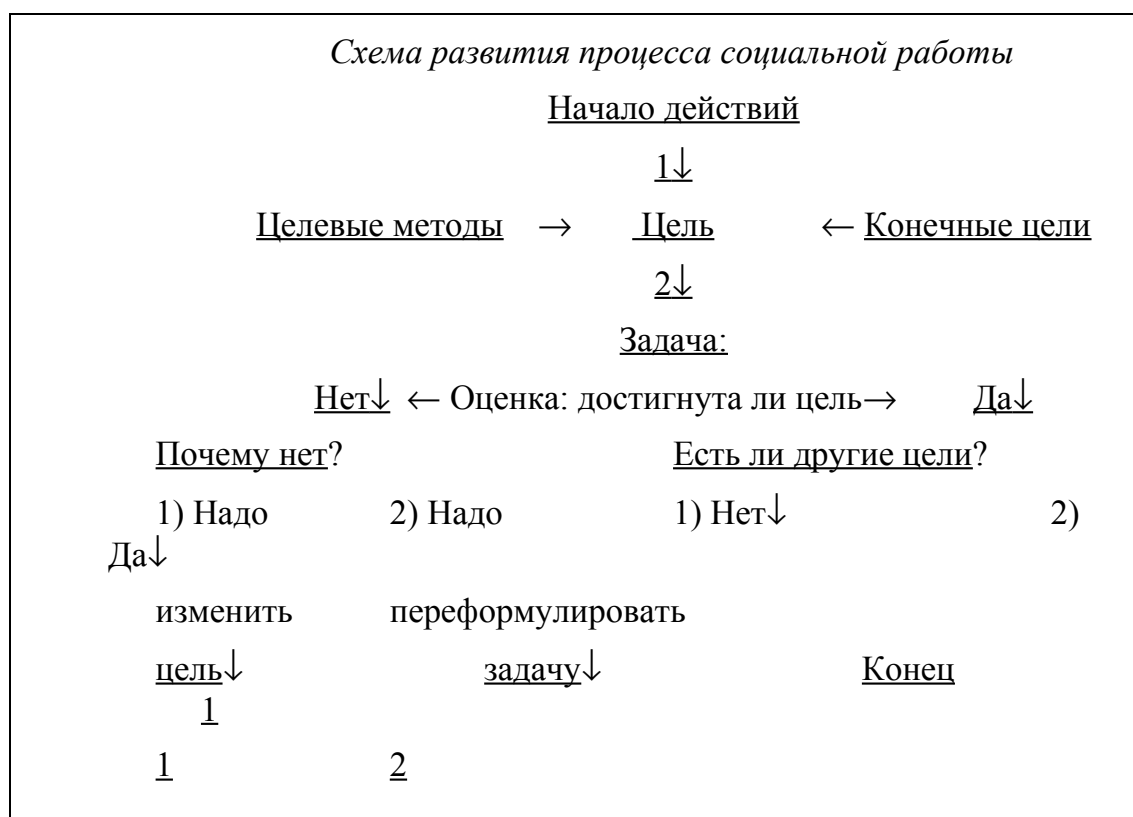 Схема развития процесса социальной работы
Начало действий
1↓
Целевые методы → Цель ← Конечные цели
2↓
Задача:
Нет↓ ← Оценка: достигнута ли цель→ Да↓
Почему нет? Есть ли другие цели?
1) Надо 2) Надо 1) Нет↓ 2)
Да↓
изменить переформулировать
цель↓ задачу↓ Конец
1
1 2